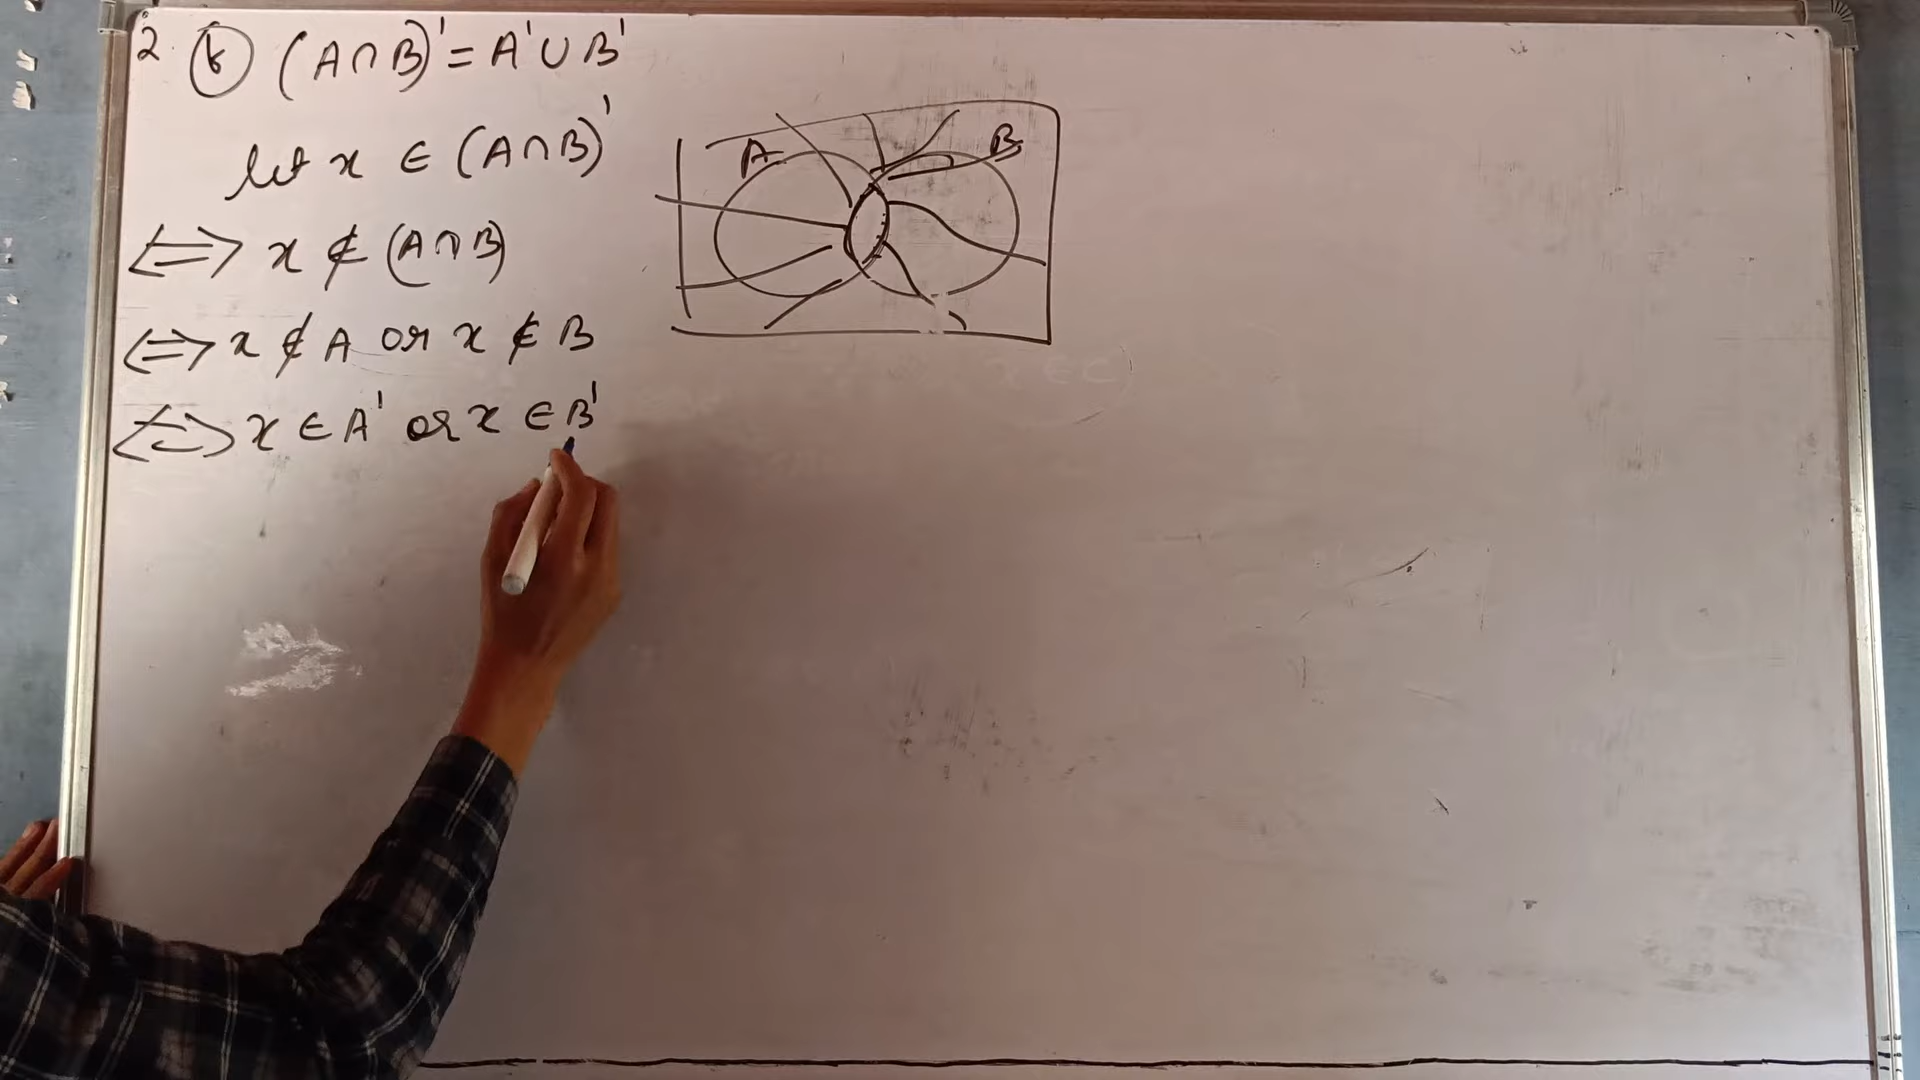 2. (b) (A∩B)' = A' ∪ B'
let x ∈ (A∩B)'
⟺ x ∉ (A∩B)
⟺ x ∉ A or x ∉ B
⟺ x ∈ A' or x ∈ B'
A B
x ∈ C)